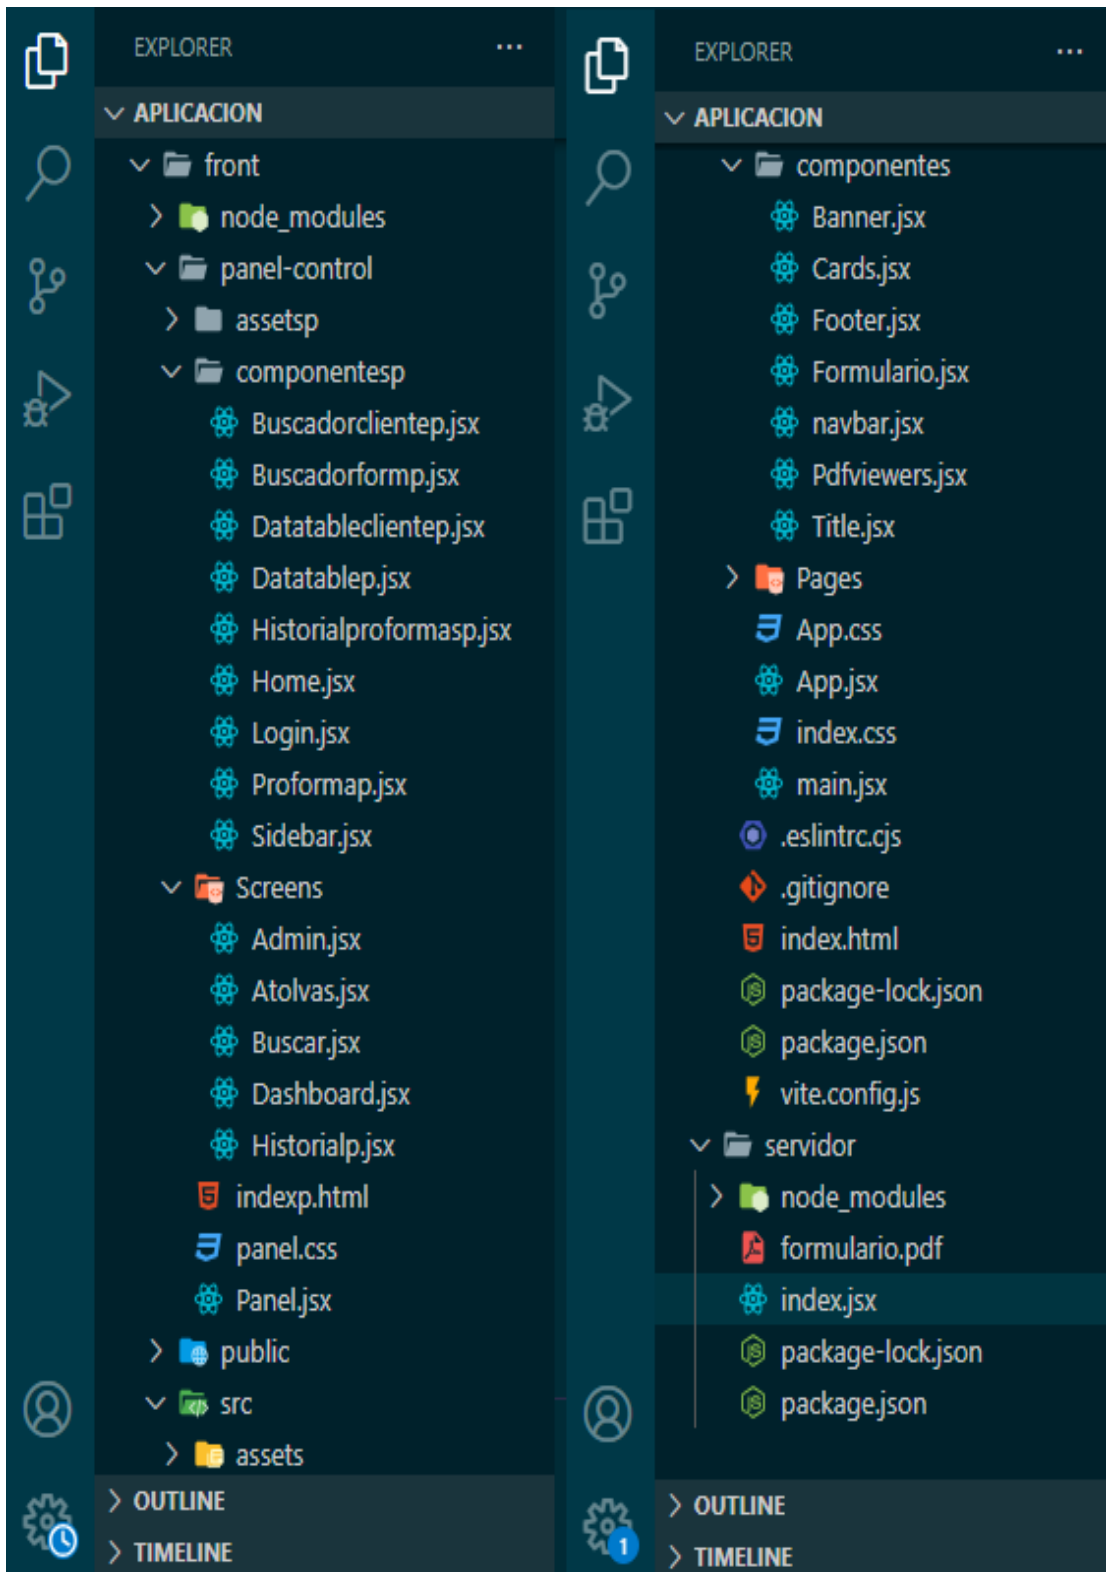 EXPLORER ...
APLICACION
front
node_modules
panel-control
assetsp
componentesp
Buscadorclientep.jsx
Buscadorformp.jsx
Datatableclientep.jsx
Datatablep.jsx
Historialproformasp.jsx
Home.jsx
Login.jsx
Proformap.jsx
Sidebar.jsx
Screens
Admin.jsx
Atolvas.jsx
Buscar.jsx
Dashboard.jsx
Historialp.jsx
indexp.html
panel.css
Panel.jsx
public
src
assets
OUTLINE
TIMELINE
EXPLORER ...
APLICACION
componentes
Banner.jsx
Cards.jsx
Footer.jsx
Formulario.jsx
navbar.jsx
Pdfviewers.jsx
Title.jsx
Pages
App.css
App.jsx
index.css
main.jsx
.eslintrc.cjs
.gitignore
index.html
package-lock.json
package.json
vite.config.js
servidor
node_modules
formulario.pdf
index.jsx
package-lock.json
package.json
OUTLINE
1
TIMELINE